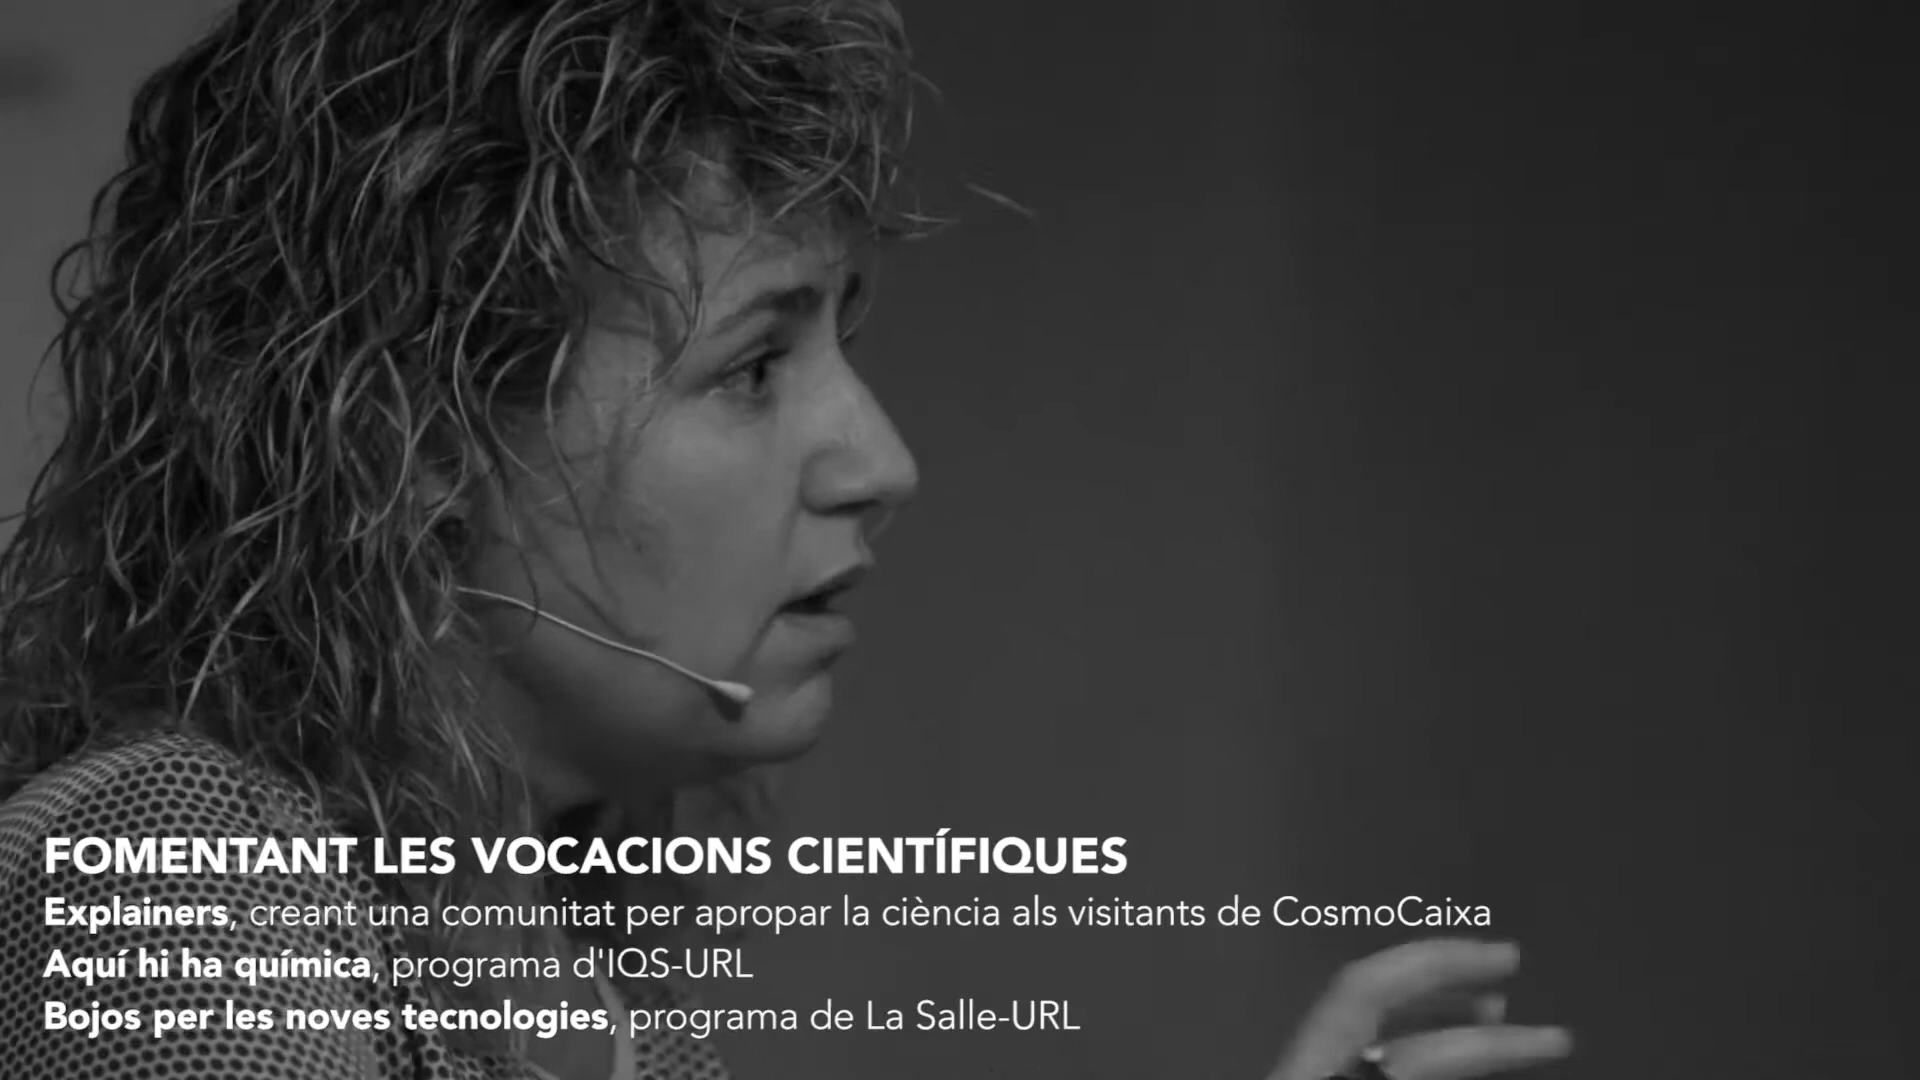 FOMENTANT LES VOCACIONS CIENTÍFIQUES
Explainers, creant una comunitat per apropar la ciència als visitants de CosmoCaixa
Aquí hi ha química, programa d'IQS-URL
Bojos per les noves tecnologies, programa de La Salle-URL